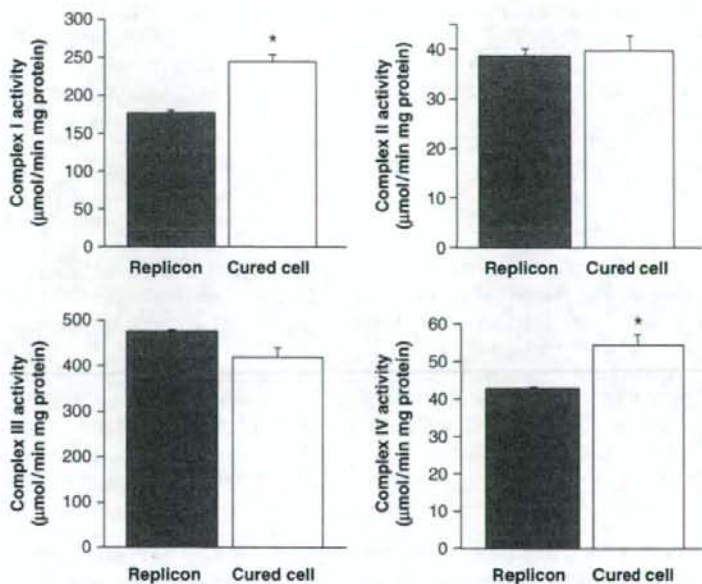 Complex I activity
(μmol/min mg protein)
300
250
200
150
100
50
0
*
Replicon Cured cell
Complex II activity
(μmol/min mg protein)
40
30
20
10
0
Replicon Cured cell
Complex III activity
(μmol/min mg protein)
500
400
300
200
100
0
Replicon Cured cell
Complex IV activity
(μmol/min mg protein)
60
50
40
30
20
10
0
*
Replicon Cured cell